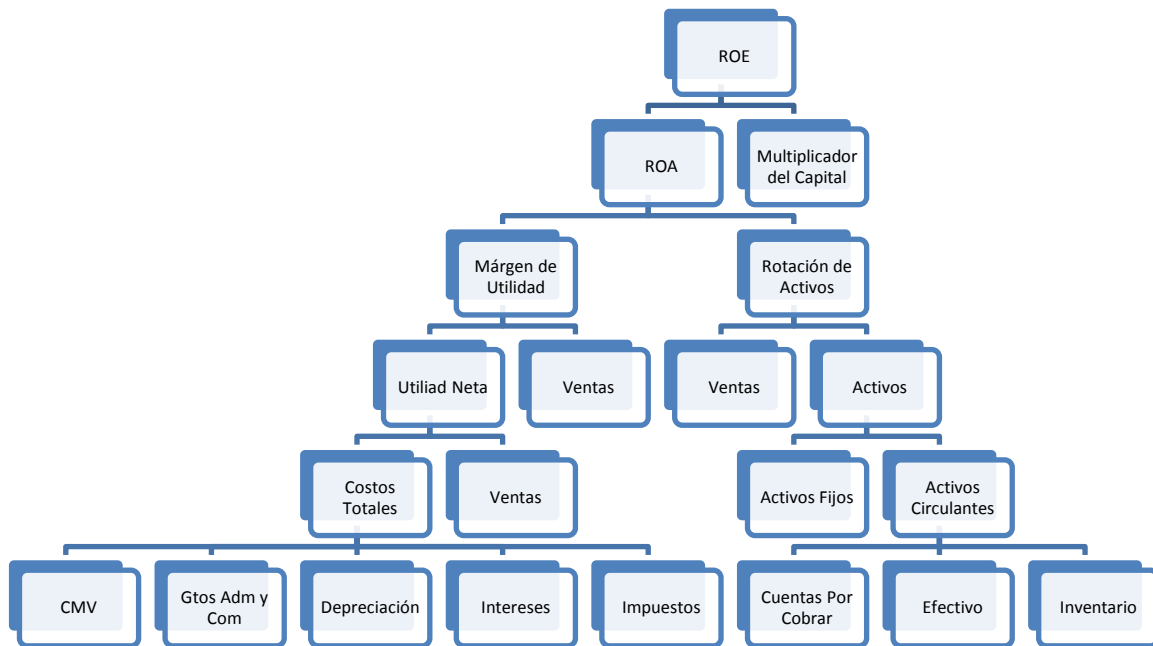 ROE
ROA
Multiplicador
del Capital
Márgen de
Utilidad
Rotación de
Activos
Utiliad Neta
Ventas
Ventas
Activos
Costos
Totales
Ventas
Activos Fijos
Activos
Circulantes
CMV
Gtos Adm y
Com
Depreciación
Intereses
Impuestos
Cuentas Por
Cobrar
Efectivo
Inventario